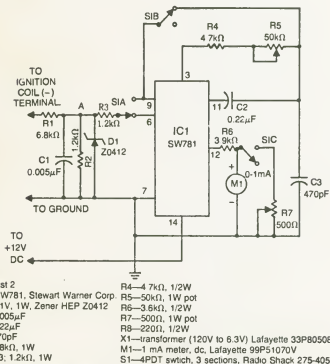 SIB
R4
4.7kΩ
R5
50kΩ
TO
IGNITION
COIL (-)
TERMINAL
A
R3
SIA
1.2kΩ
R1
6.8kΩ
C1
0.005µF
1.2kΩ
R2
D1
Z0412
3
9
6
11
C2
0.22µF
IC1
SW781
R6
3.9kΩ
SIC
12
0-1mA
M1
+
-
C3
470pF
R7
500Ω
7
TO GROUND
14
TO
+12V
DC
st 2
W781, Stewart Warner Corp.
1V, 1W, Zener HEP Z0412
005µF
22µF
70pF
8kΩ, 1W
3; 1.2kΩ, 1W
R4—4.7kΩ, 1/2W
R5—50kΩ, 1W pot
R6—3.9kΩ, 1/2W
R7—500Ω, 1W pot
R8—220Ω, 1/2W
X1—transformer (120V to 6.3V) Lafayette 33P80503
M1—1 mA meter, dc, Lafayette 99P51070V
S1—4PDT switch, 3 sections, Radio Shack 275-405